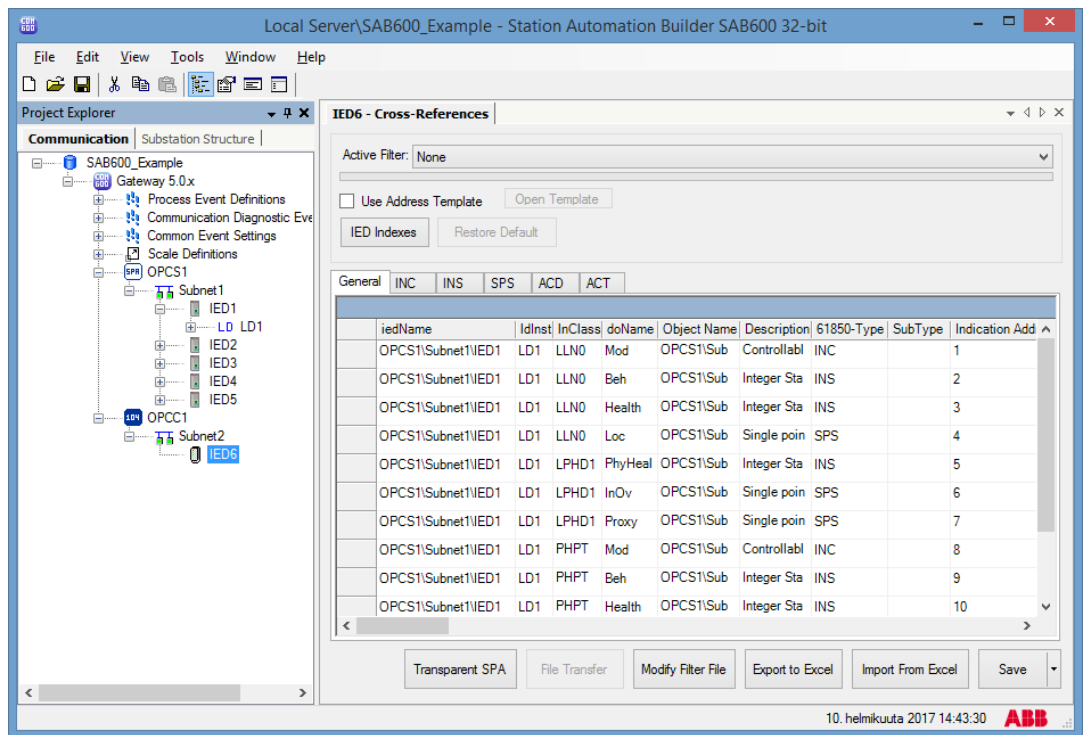 COM
600
Local Server\SAB600_Example - Station Automation Builder SAB600 32-bit
File Edit View Tools Window Help
Project Explorer
IED6 - Cross-References
Communication Substation Structure
SAB600_Example
Gateway 5.0.x
Process Event Definitions
Communication Diagnostic Eve
Common Event Settings
Scale Definitions
SPA OPCS1
Subnet1
IED1
LD LD1
IED2
IED3
IED4
IED5
104 OPCC1
Subnet2
IED6
Active Filter: None
Use Address Template Open Template
IED Indexes Restore Default
General INC INS SPS ACD ACT
iedName ldInst lnClass doName Object Name Description 61850-Type SubType Indication Add
OPCS1\Subnet1\IED1 LD1 LLN0 Mod OPCS1\Sub Controllabl INC 1
OPCS1\Subnet1\IED1 LD1 LLN0 Beh OPCS1\Sub Integer Sta INS 2
OPCS1\Subnet1\IED1 LD1 LLN0 Health OPCS1\Sub Integer Sta INS 3
OPCS1\Subnet1\IED1 LD1 LLN0 Loc OPCS1\Sub Single poin SPS 4
OPCS1\Subnet1\IED1 LD1 LPHD1 PhyHeal OPCS1\Sub Integer Sta INS 5
OPCS1\Subnet1\IED1 LD1 LPHD1 InOv OPCS1\Sub Single poin SPS 6
OPCS1\Subnet1\IED1 LD1 LPHD1 Proxy OPCS1\Sub Single poin SPS 7
OPCS1\Subnet1\IED1 LD1 PHPT Mod OPCS1\Sub Controllabl INC 8
OPCS1\Subnet1\IED1 LD1 PHPT Beh OPCS1\Sub Integer Sta INS 9
OPCS1\Subnet1\IED1 LD1 PHPT Health OPCS1\Sub Integer Sta INS 10
Transparent SPA File Transfer Modify Filter File Export to Excel Import From Excel Save
10. helmikuuta 2017 14:43:30 ABB